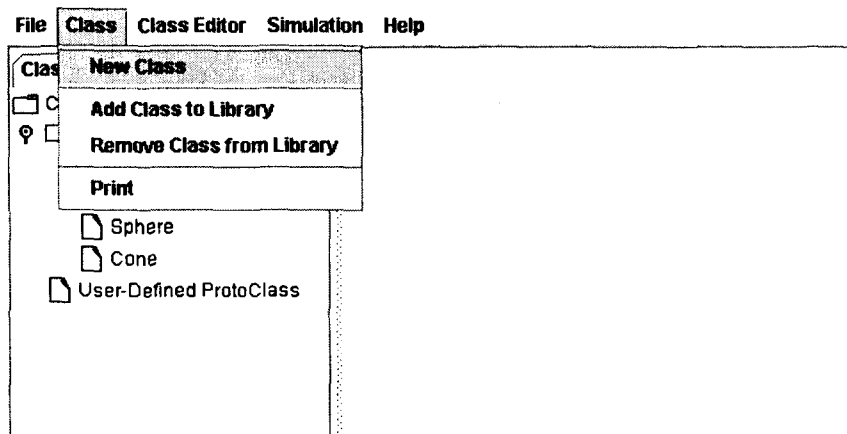 File Class Class Editor Simulation Help
Clas
New Class
C
Add Class to Library
Remove Class from Library
Print
Sphere
Cone
User-Defined ProtoClass